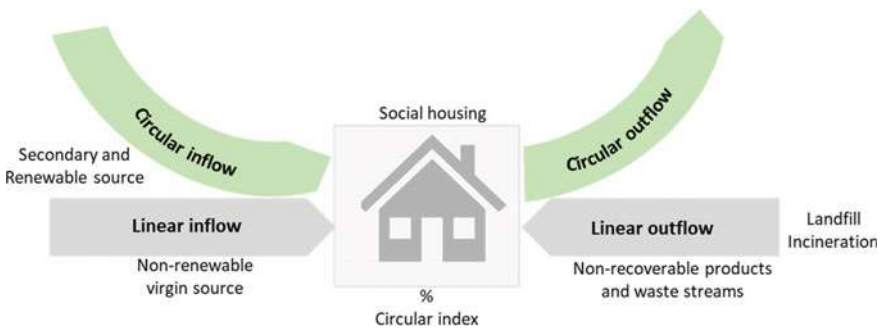 Social housing
Circular inflow
Circular outflow
Secondary and
Renewable source
Linear inflow
Linear outflow
Landfill
Incineration
Non-renewable
virgin source
Non-recoverable products
and waste streams
%
Circular index